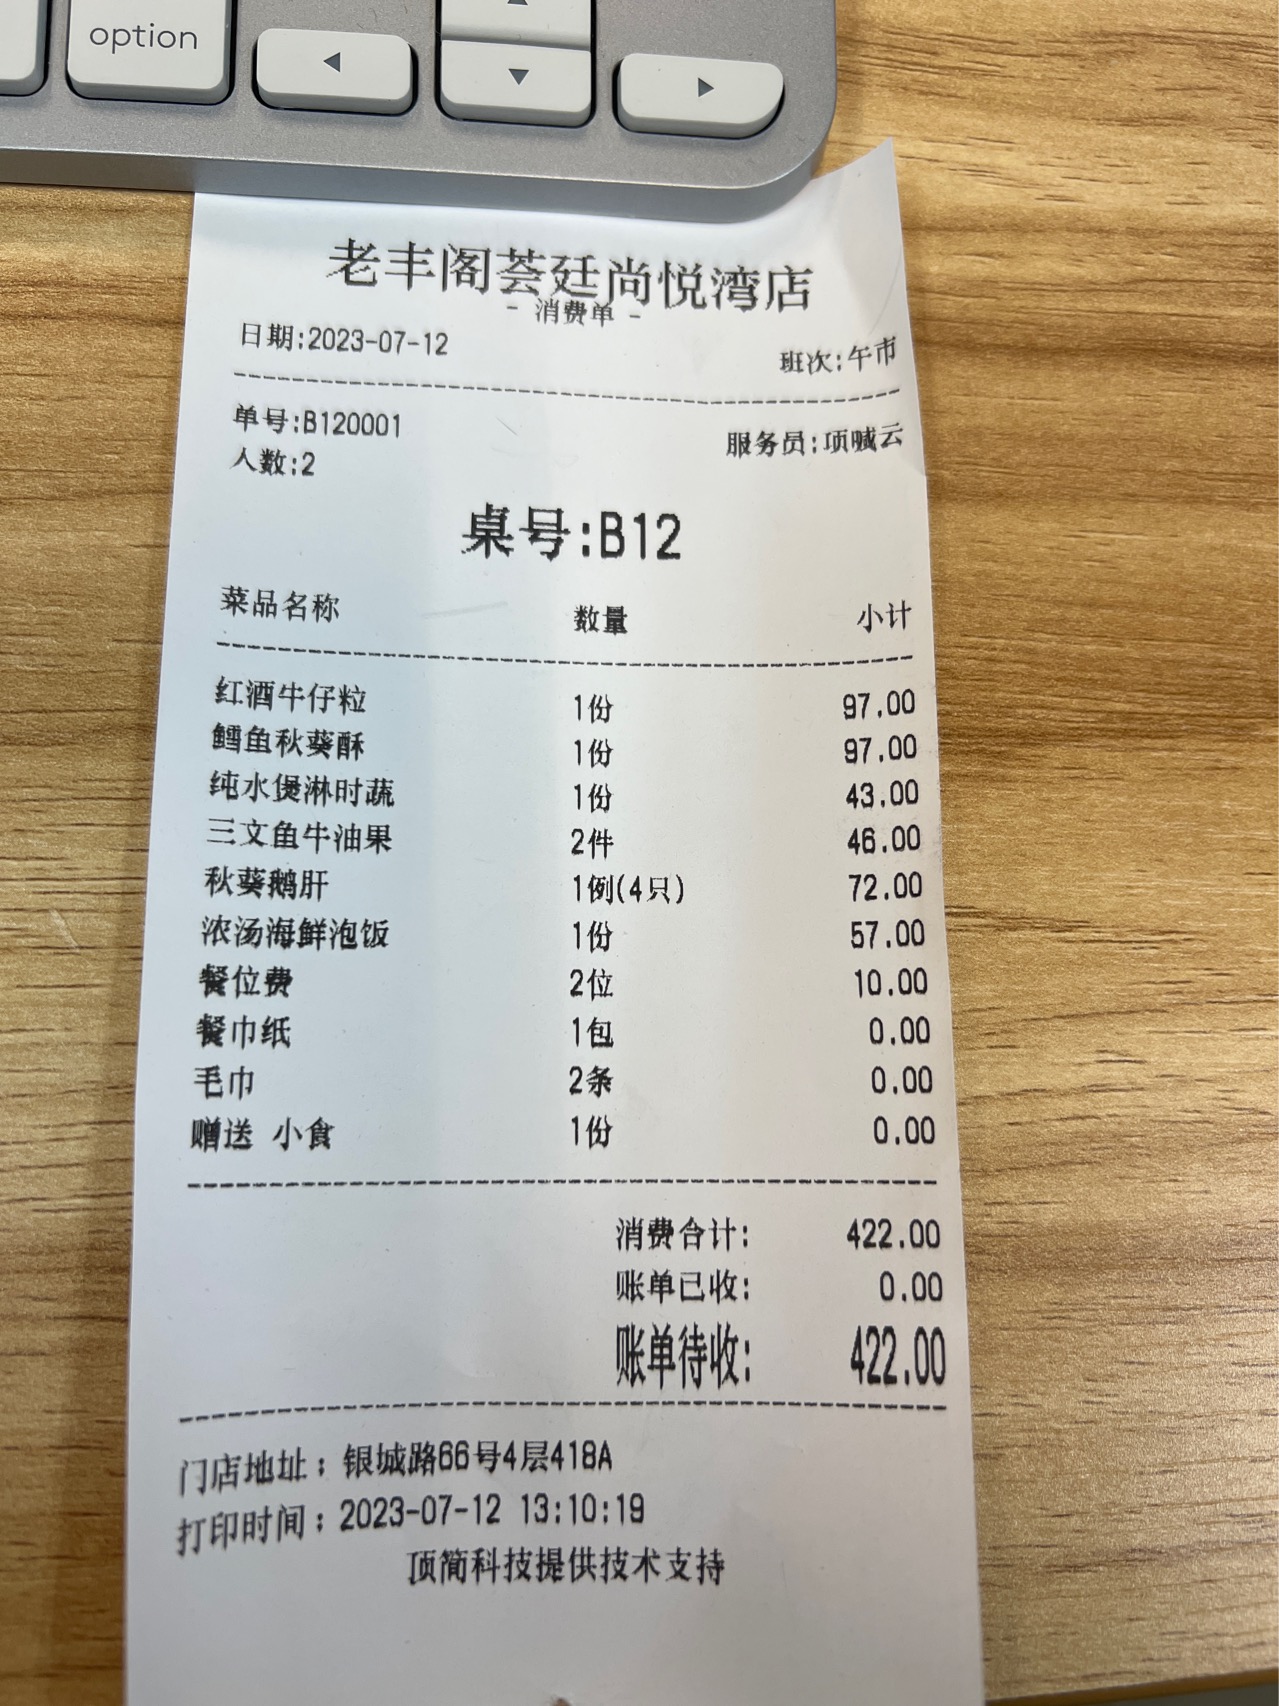 option
老丰阁荟廷尚悦湾店
- 消费单 -
日期:2023-07-12 班次:午市
单号:B120001 服务员:项喊云
人数:2
桌号:B12
菜品名称 数量 小计
红酒牛仔粒 1份 97.00
鳕鱼秋葵酥 1份 97.00
纯水煲淋时蔬 1份 43.00
三文鱼牛油果 2件 46.00
秋葵鹅肝 1例(4只) 72.00
浓汤海鲜泡饭 1份 57.00
餐位费 2位 10.00
餐巾纸 1包 0.00
毛巾 2条 0.00
赠送 小食 1份 0.00
消费合计: 422.00
账单已收: 0.00
账单待收: 422.00
门店地址：银城路66号4层418A
打印时间：2023-07-12 13:10:19
顶简科技提供技术支持